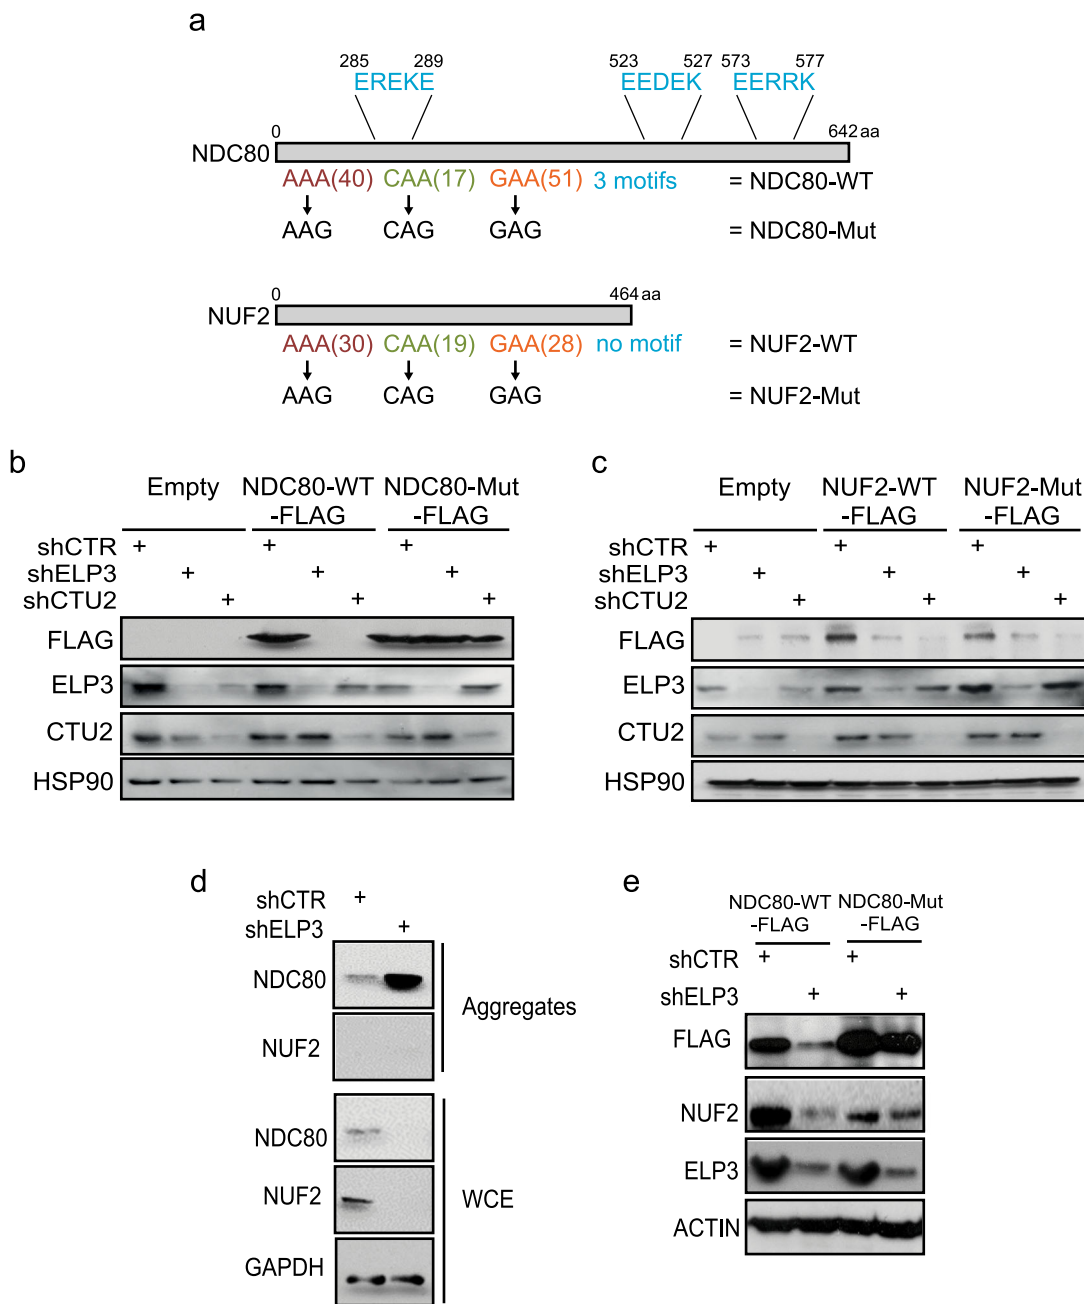 a
285 289 523 527 573 577
EREKE EEDEK EERRK
0 642 aa
NDC80
AAA(40) CAA(17) GAA(51) 3 motifs = NDC80-WT
AAG CAG GAG = NDC80-Mut
0 464 aa
NUF2
AAA(30) CAA(19) GAA(28) no motif = NUF2-WT
AAG CAG GAG = NUF2-Mut
b
Empty NDC80-WT NDC80-Mut
-FLAG -FLAG
shCTR + + +
shELP3 + + +
shCTU2 + + +
FLAG
ELP3
CTU2
HSP90
c
Empty NUF2-WT NUF2-Mut
-FLAG -FLAG
shCTR + + +
shELP3 + + +
shCTU2 + + +
FLAG
ELP3
CTU2
HSP90
d
shCTR +
shELP3 +
NDC80
Aggregates
NUF2
NDC80
NUF2
WCE
GAPDH
e
NDC80-WT NDC80-Mut
-FLAG -FLAG
shCTR + +
shELP3 + +
FLAG
NUF2
ELP3
ACTIN